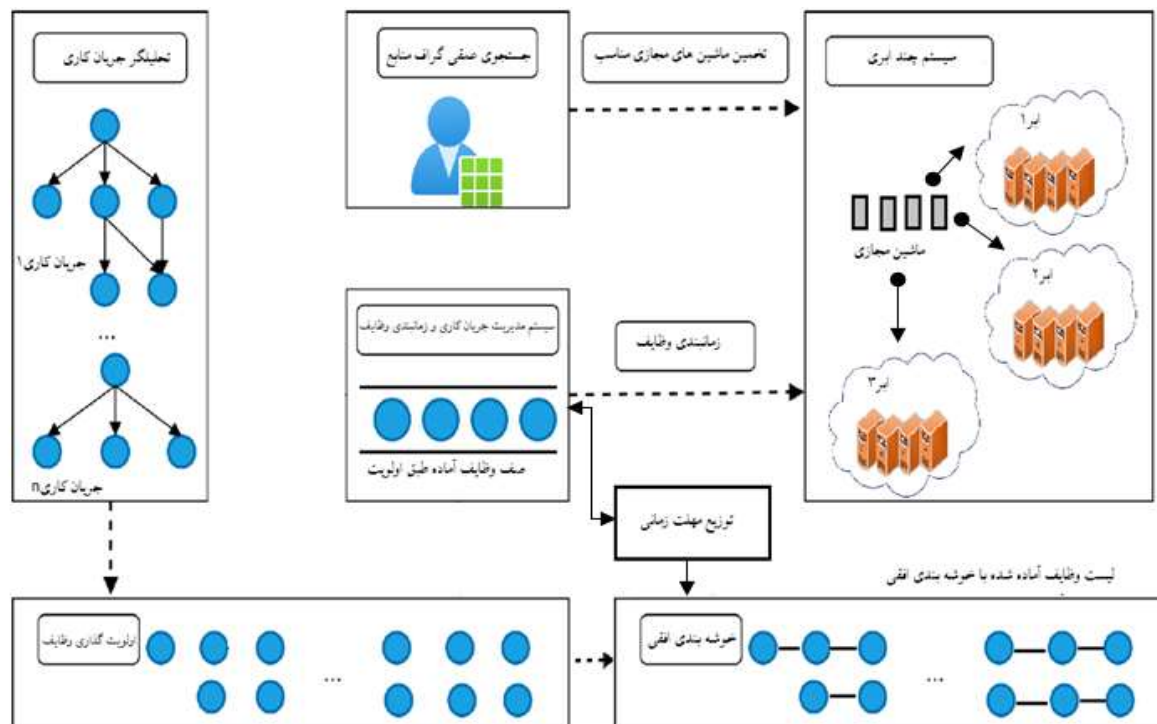 تحلیلگر جریان کاری
جریان کاری۱
...
جریان کاریn
جستجوی عمقی گراف منابع
تخمین ماشین های مجازی مناسب
سیستم چند ابری
ابر۱
ماشین مجازی
ابر۲
ابر۳
سیستم مدیریت جریان کاری و زمانبندی وظایف
صف وظایف آماده طبق اولویت
زمانبندی وظایف
توزیع مهلت زمانی
لیست وظایف آماده شده با خوشه بندی افقی
اولویت گذاری وظایف
...
خوشه بندی افقی
...